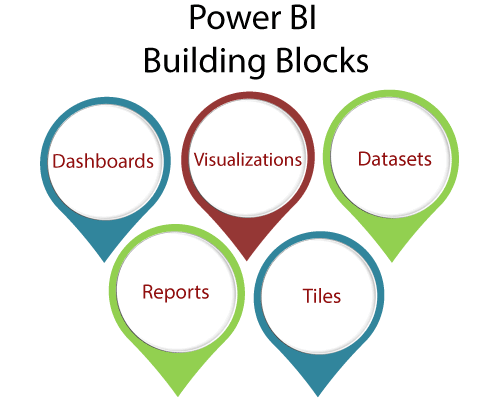 Power BI
Building Blocks
Dashboards
Visualizations
Datasets
Reports
Tiles